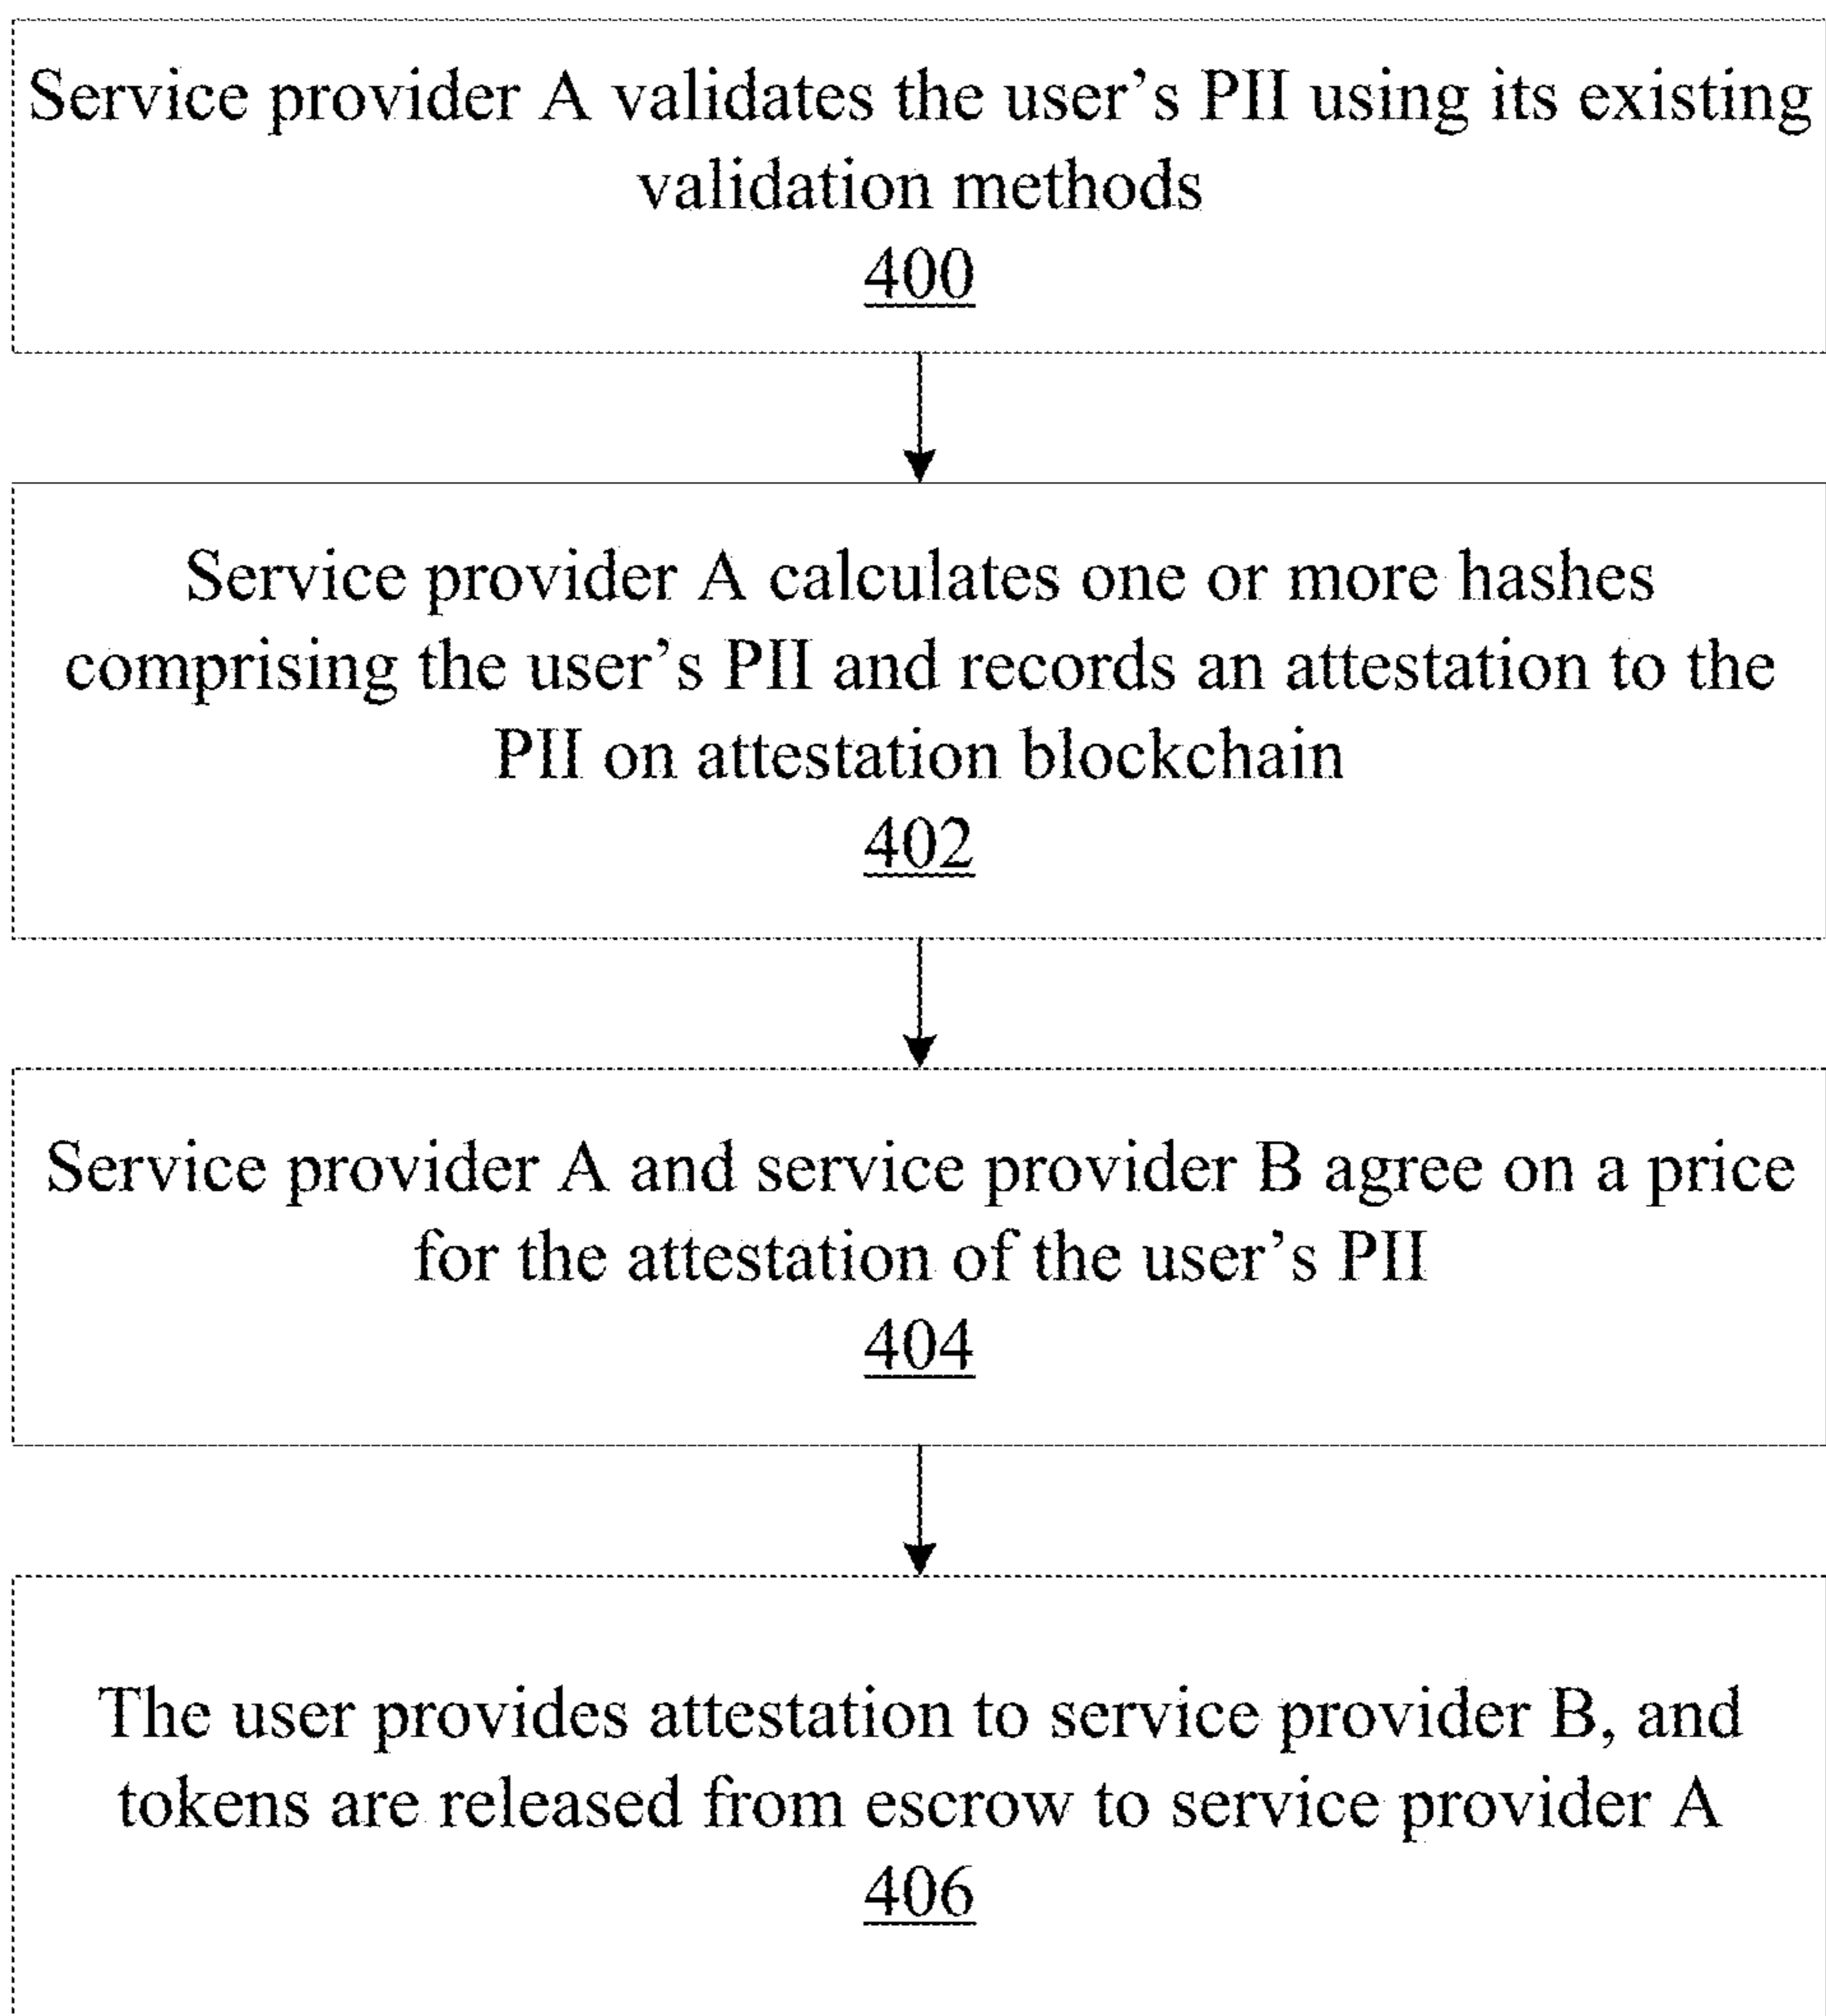 Service provider A validates the user’s PII using its existing
validation methods
400
Service provider A calculates one or more hashes
comprising the user’s PII and records an attestation to the
PII on attestation blockchain
402
Service provider A and service provider B agree on a price
for the attestation of the user’s PII
404
The user provides attestation to service provider B, and
tokens are released from escrow to service provider A
406